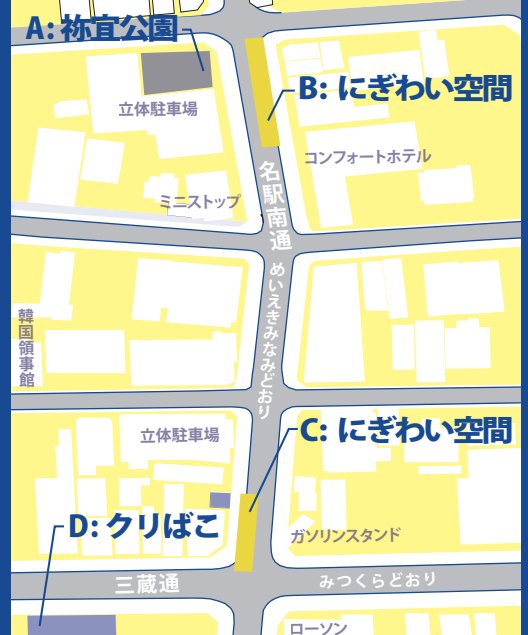 A: 祢宜公園
B: にぎわい空間
立体駐車場
コンフォートホテル
ミニストップ
名駅南通
めいえきみなみどおり
韓国領事館
立体駐車場
C: にぎわい空間
D: クリばこ
ガソリンスタンド
三蔵通
みつくらどおり
ローソン